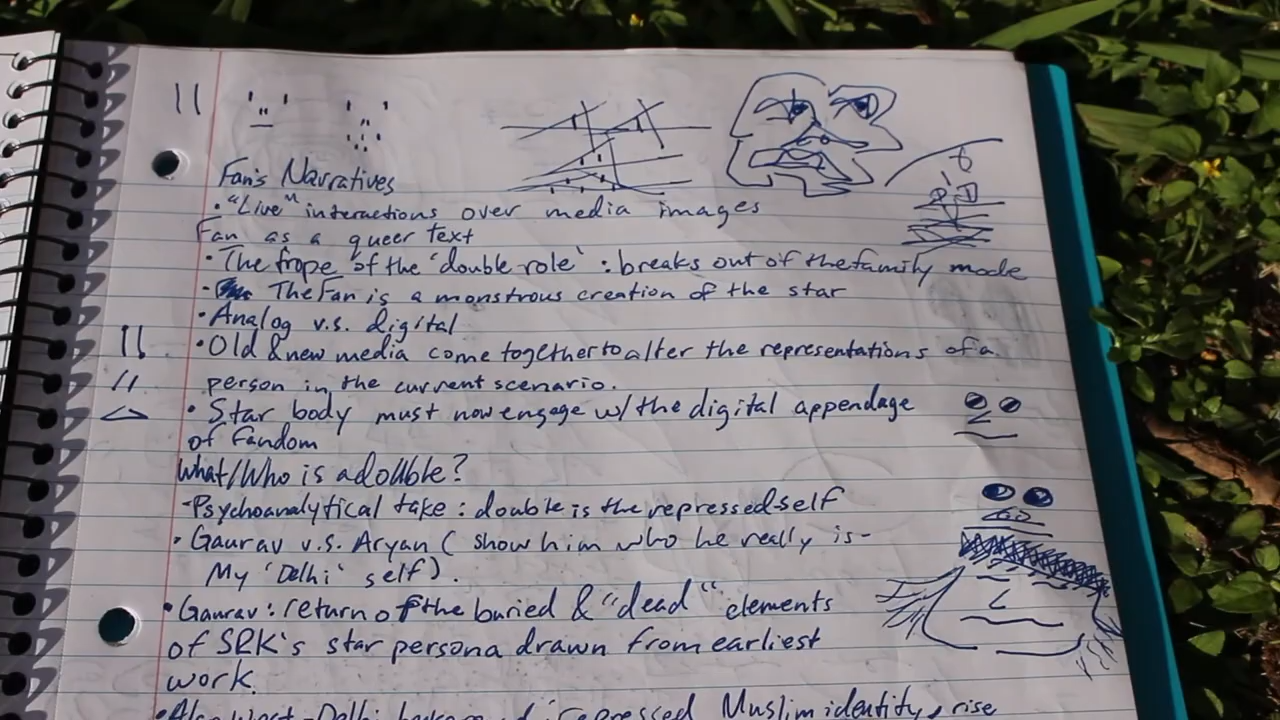 Fan's Narratives
• "Live" interactions over media images
Fan as a queer text
• The trope of the 'double role' : breaks out of the family mode
• The Fan is a monstrous creation of the star
• Analog v.s. digital
• Old & new media come together to alter the representations of a
person in the current scenario.
• Star body must now engage w/ the digital appendage
of fandom
What/Who is a double?
- Psychoanalytical take : double is the repressed self
• Gaurav v.s. Aryan ( show him who he really is -
My 'Delhi' self).
• Gaurav : return of the buried & "dead" elements
of SRK's star persona drawn from earliest
work.
• Also West-Delhi repressed Muslim identity, rise